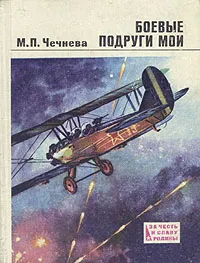 М.П. Чечнева
БОЕВЫЕ
ПОДРУГИ МОИ
ЗА ЧЕСТЬ
И СЛАВУ
РОДИНЫ